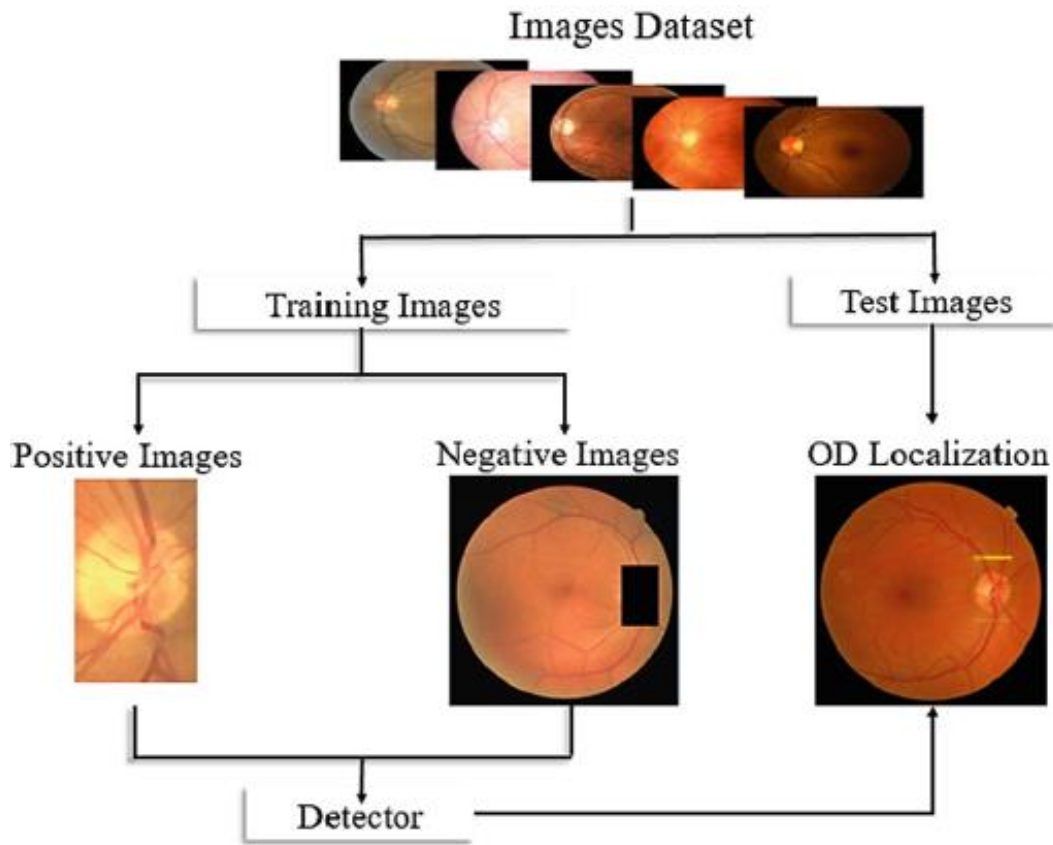 Images Dataset
Training Images
Test Images
Positive Images
Negative Images
OD Localization
Detector